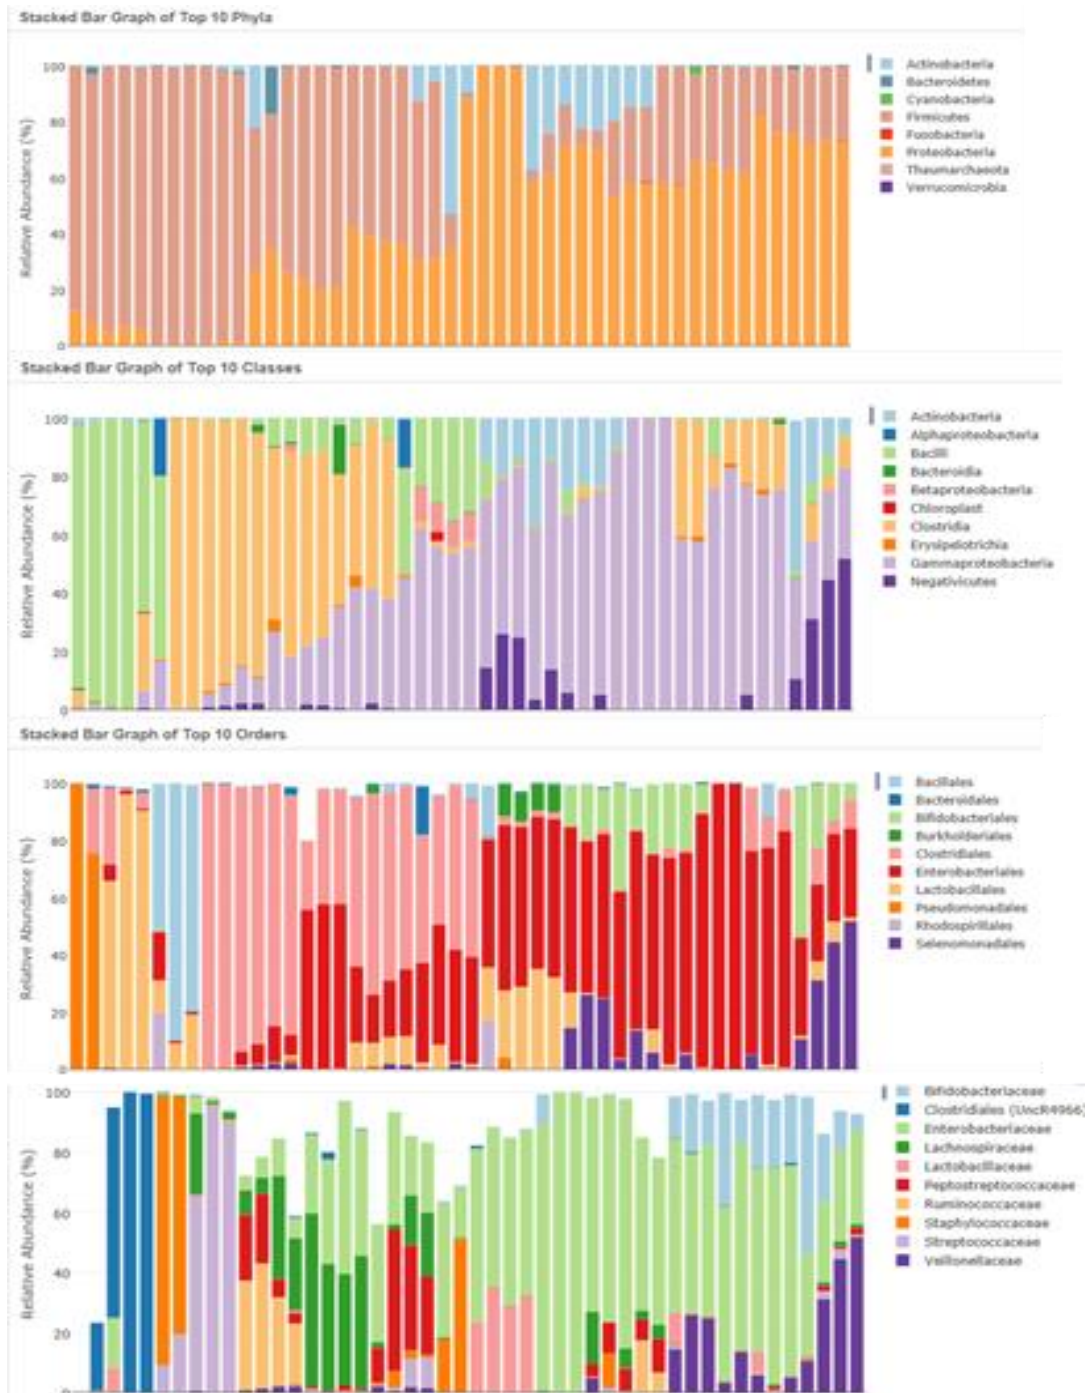 Stacked Bar Graph of Top 10 Phyla
Relative Abundance (%)
100
80
60
40
20
0
Actinobacteria
Bacteroidetes
Cyanobacteria
Firmicutes
Fusobacteria
Proteobacteria
Thaumarchaeota
Verrucomicrobia
Stacked Bar Graph of Top 10 Classes
Relative Abundance (%)
100
80
60
40
20
0
Actinobacteria
Alphaproteobacteria
Bacilli
Bacteroidia
Betaproteobacteria
Chloroplast
Clostridia
Erysipelotrichia
Gammaproteobacteria
Negativicutes
Stacked Bar Graph of Top 10 Orders
Relative Abundance (%)
100
80
60
40
20
0
Bacillales
Bacteroidales
Bifidobacteriales
Burkholderiales
Clostridiales
Enterobacteriales
Lactobacillales
Pseudomonadales
Rhodospirillales
Selenomonadales
Relative Abundance (%)
100
80
60
40
20
Bifidobacteriaceae
Clostridiales (UncR4966)
Enterobacteriaceae
Lachnospiraceae
Lactobacillaceae
Peptostreptococcaceae
Ruminococcaceae
Staphylococcaceae
Streptococcaceae
Veillonellaceae